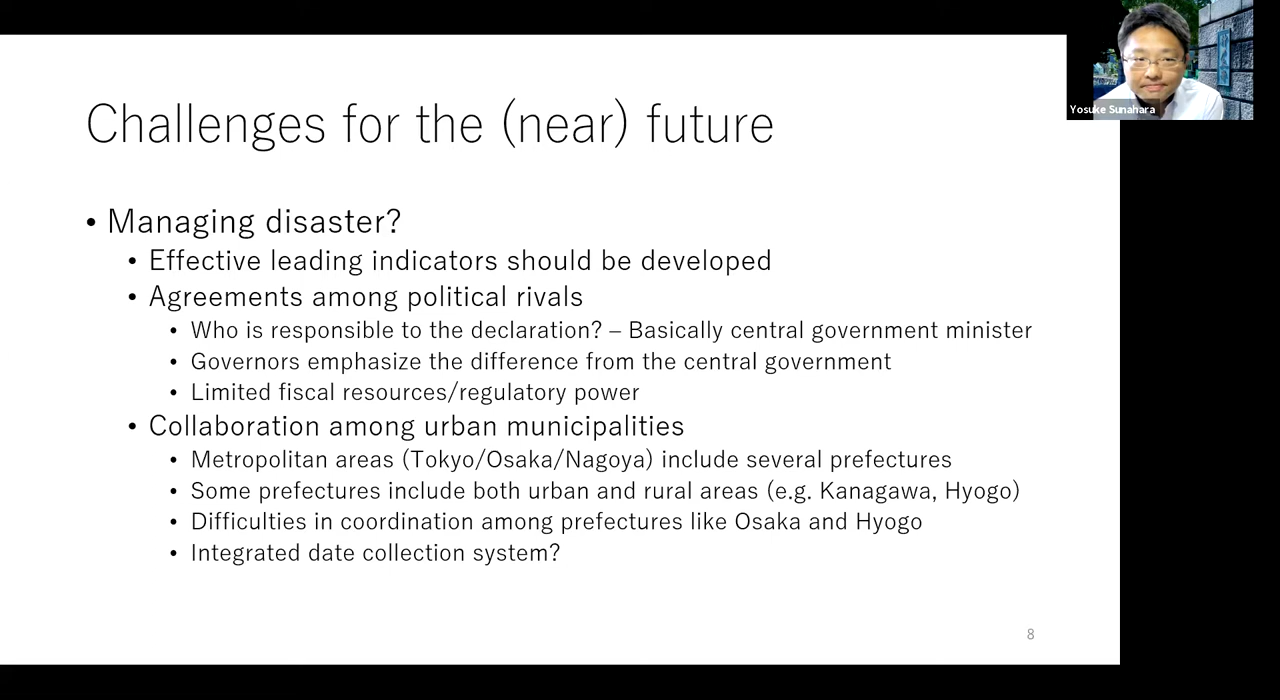 Yosuke Sunahara
Challenges for the (near) future
• Managing disaster?
• Effective leading indicators should be developed
• Agreements among political rivals
• Who is responsible to the declaration? – Basically central government minister
• Governors emphasize the difference from the central government
• Limited fiscal resources/regulatory power
• Collaboration among urban municipalities
• Metropolitan areas (Tokyo/Osaka/Nagoya) include several prefectures
• Some prefectures include both urban and rural areas (e.g. Kanagawa, Hyogo)
• Difficulties in coordination among prefectures like Osaka and Hyogo
• Integrated date collection system?
8